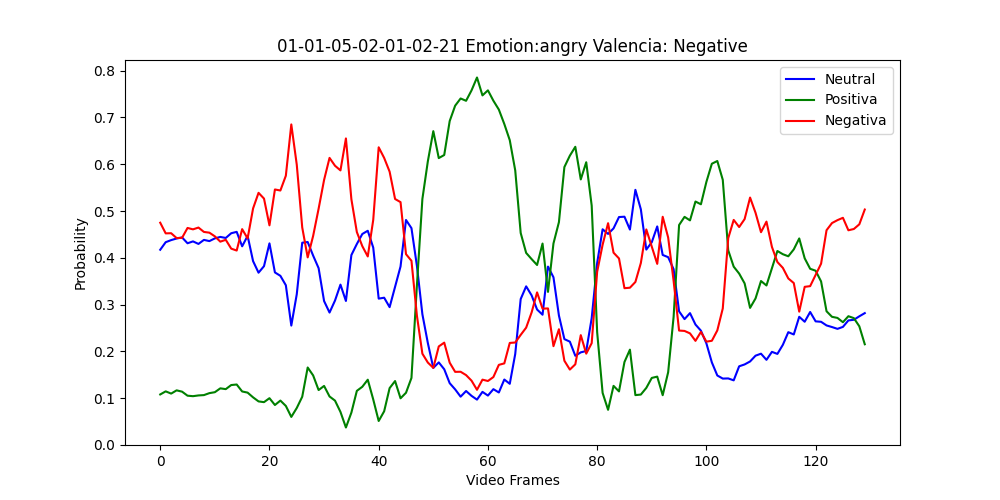 01-01-05-02-01-02-21 Emotion:angry Valencia: Negative
Neutral
Positiva
Negativa
0.8
0.7
0.6
0.5
0.4
0.3
0.2
0.1
0.0
Probability
0 20 40 60 80 100 120
Video Frames